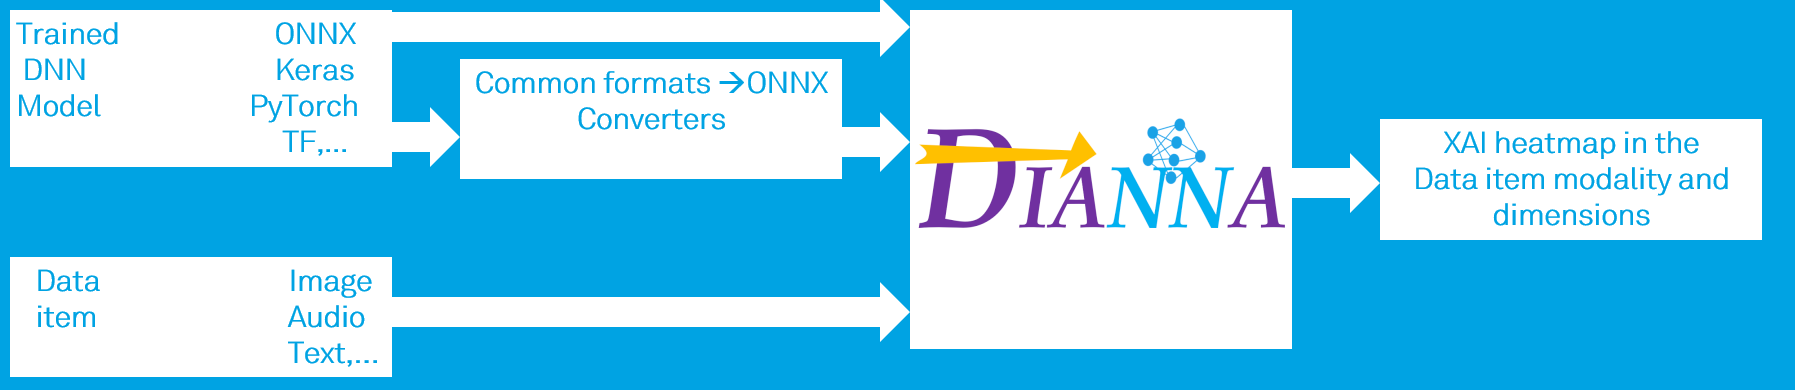 Trained ONNX
DNN Keras
Model PyTorch
TF,...
Common formats →ONNX
Converters
DIANNA
XAI heatmap in the
Data item modality and
dimensions
Data Image
item Audio
Text,...